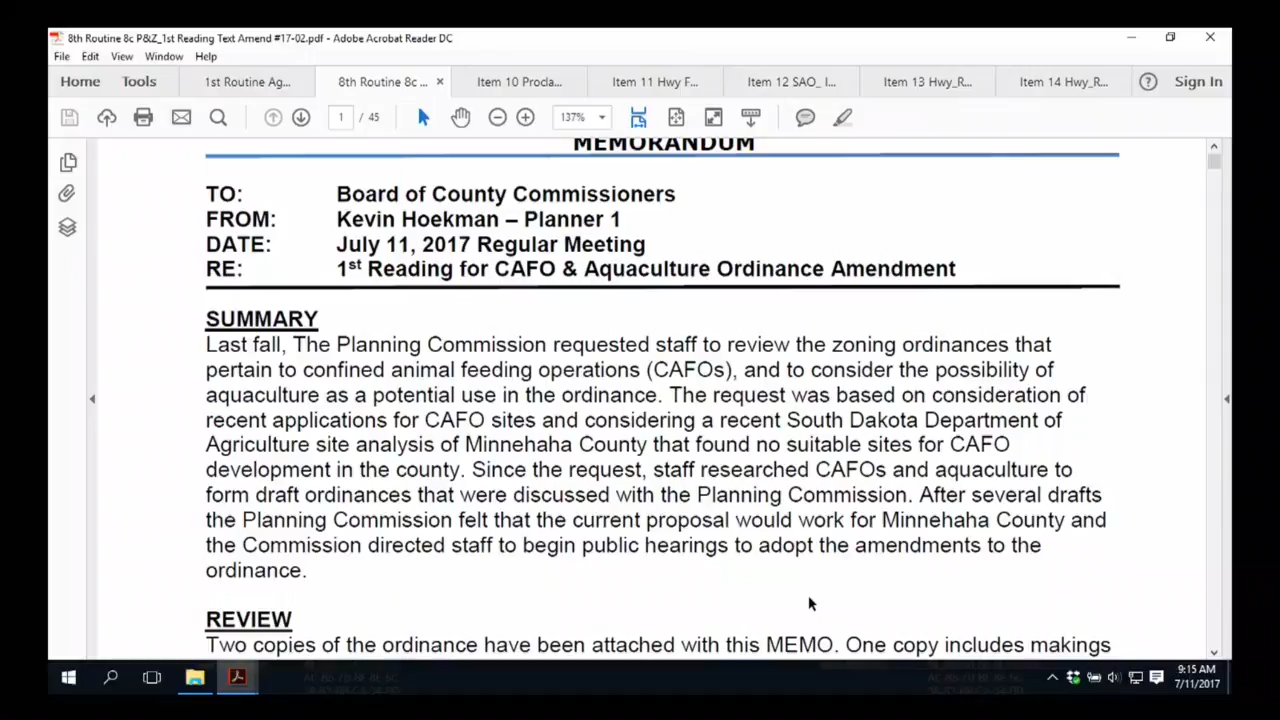 8th Routine 8c P&Z_1st Reading Text Amend #17-02.pdf - Adobe Acrobat Reader DC
File Edit View Window Help
Home Tools 1st Routine Ag... 8th Routine 8c ... × Item 10 Procla... Item 11 Hwy F... Item 12 SAO_ I... Item 13 Hwy_R... Item 14 Hwy_R... Sign In
1 / 45 137%
MEMORANDUM
TO: Board of County Commissioners
FROM: Kevin Hoekman – Planner 1
DATE: July 11, 2017 Regular Meeting
RE: 1st Reading for CAFO & Aquaculture Ordinance Amendment
SUMMARY
Last fall, The Planning Commission requested staff to review the zoning ordinances that
pertain to confined animal feeding operations (CAFOs), and to consider the possibility of
aquaculture as a potential use in the ordinance. The request was based on consideration of
recent applications for CAFO sites and considering a recent South Dakota Department of
Agriculture site analysis of Minnehaha County that found no suitable sites for CAFO
development in the county. Since the request, staff researched CAFOs and aquaculture to
form draft ordinances that were discussed with the Planning Commission. After several drafts
the Planning Commission felt that the current proposal would work for Minnehaha County and
the Commission directed staff to begin public hearings to adopt the amendments to the
ordinance.
REVIEW
Two copies of the ordinance have been attached with this MEMO. One copy includes makings
9:15 AM
7/11/2017